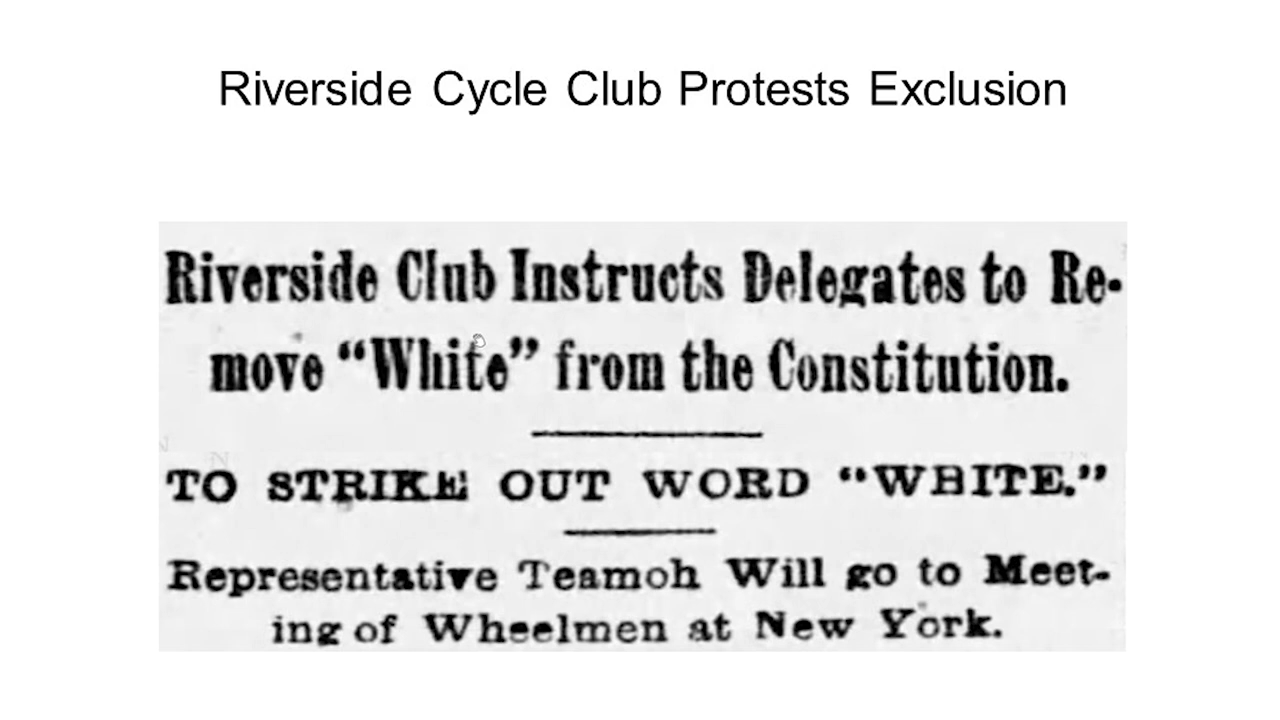 Riverside Cycle Club Protests Exclusion
Riverside Club Instructs Delegates to Re-
move "White" from the Constitution.
TO STRIKE OUT WORD "WHITE."
Representative Teamoh Will go to Meet-
ing of Wheelmen at New York.